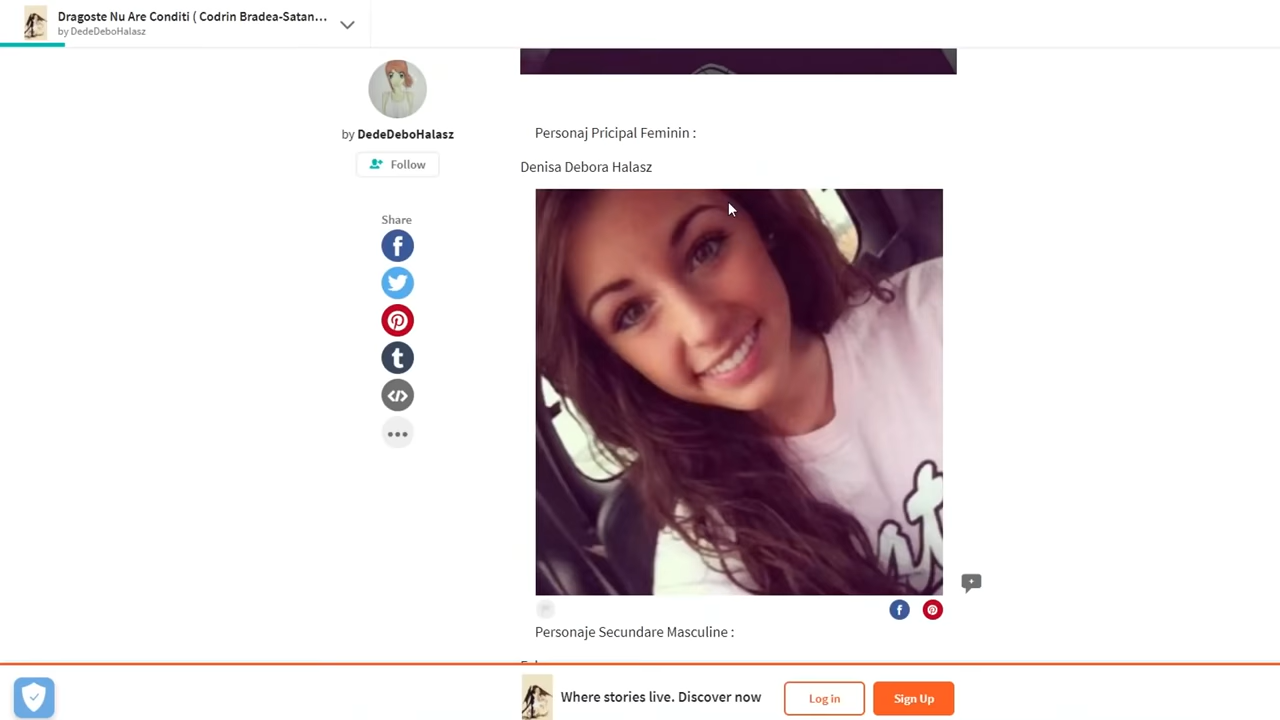 Dragoste Nu Are Conditi ( Codrin Bradea-Satan...
by DedeDeboHalasz
by DedeDeboHalasz
Follow
Share
Personaj Pricipal Feminin :
Denisa Debora Halasz
Personaje Secundare Masculine :
Where stories live. Discover now
Log in
Sign Up